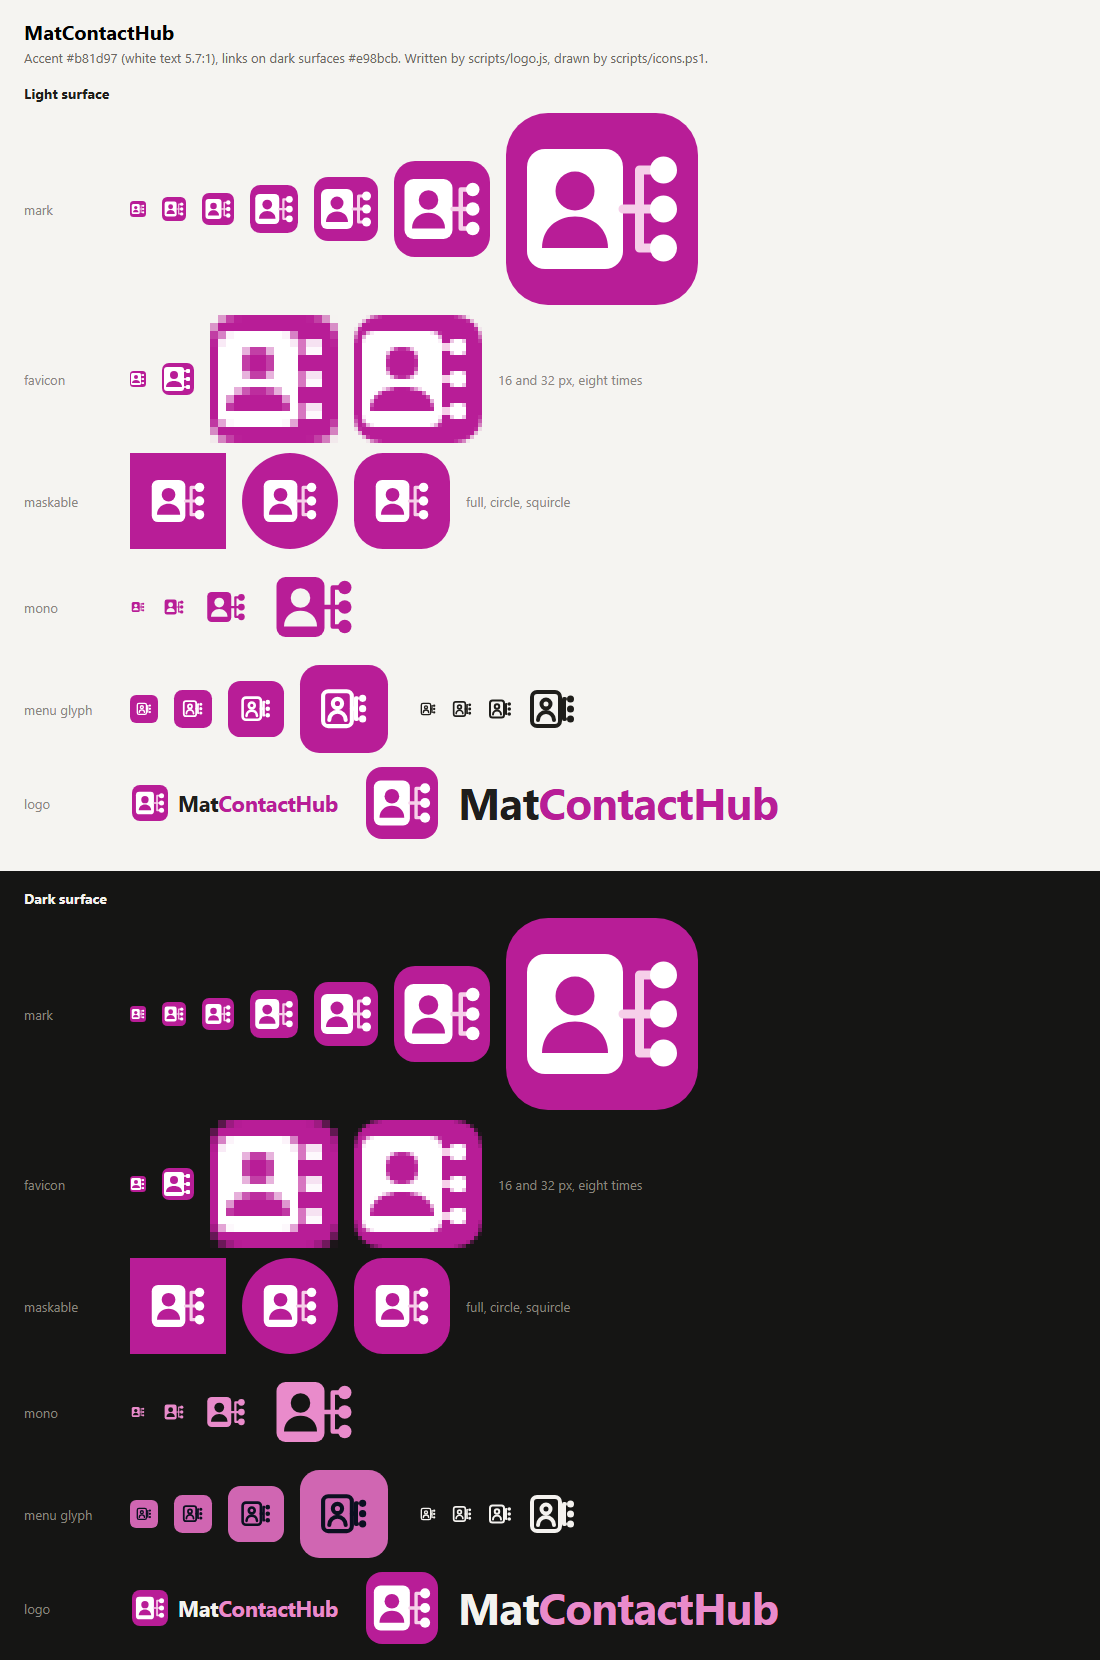 MatContactHub
Accent #b81d97 (white text 5.7:1), links on dark surfaces #e98bcb. Written by scripts/logo.js, drawn by scripts/icons.ps1.
Light surface
mark
favicon
16 and 32 px, eight times
maskable
full, circle, squircle
mono
menu glyph
logo
MatContactHub
MatContactHub
Dark surface
mark
favicon
16 and 32 px, eight times
maskable
full, circle, squircle
mono
menu glyph
logo
MatContactHub
MatContactHub